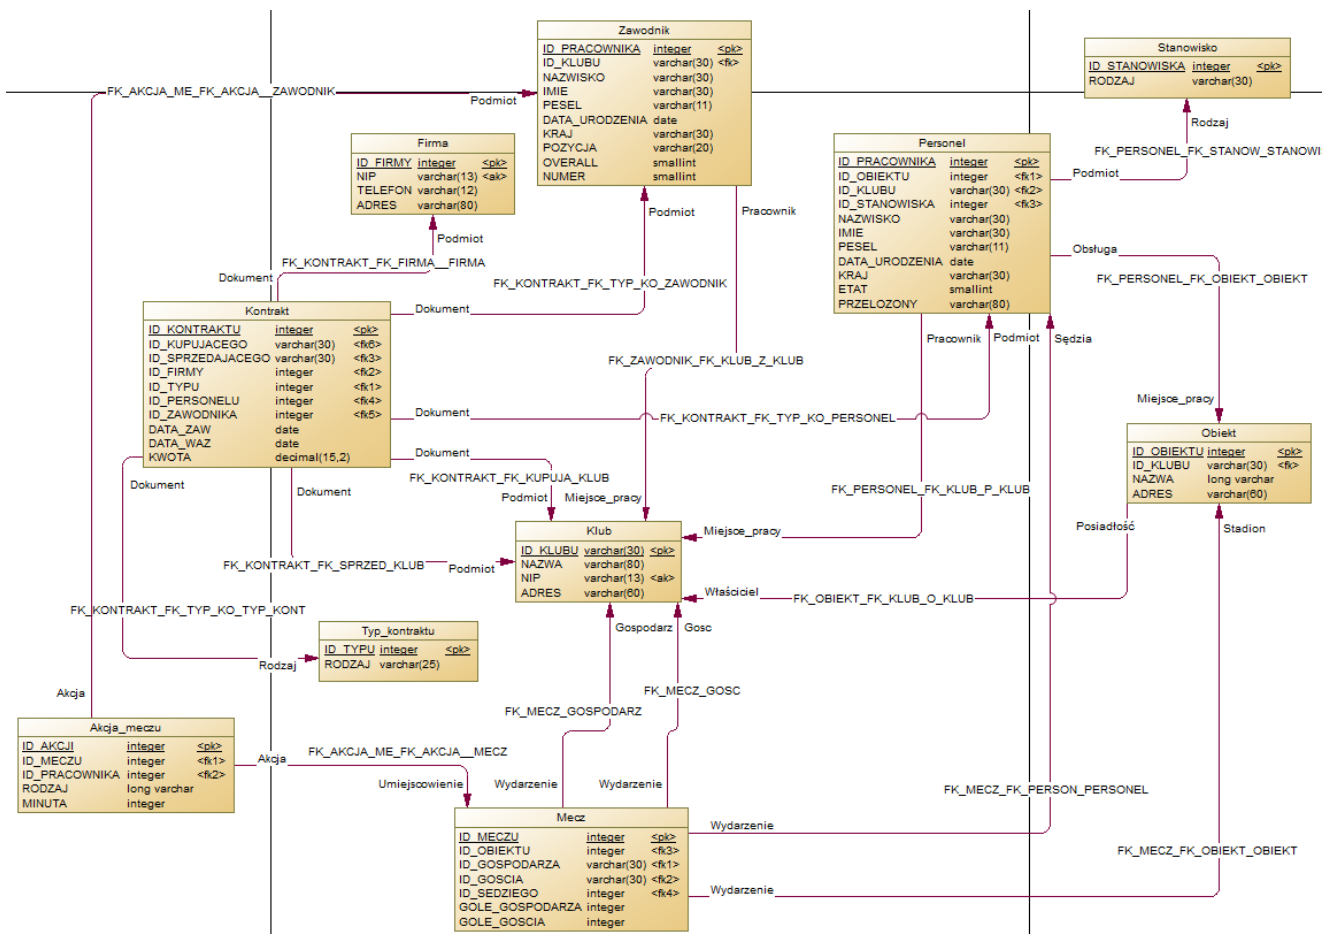 Zawodnik
ID_PRACOWNIKA integer <pk>
ID_KLUBU varchar(30) <fk>
NAZWISKO varchar(30)
IMIE varchar(30)
PESEL varchar(11)
DATA_URODZENIA date
KRAJ varchar(30)
POZYCJA varchar(20)
OVERALL smallint
NUMER smallint
Stanowisko
ID_STANOWISKA integer <pk>
RODZAJ varchar(30)
FK_AKCJA_ME_FK_AKCJA__ZAWODNIK
Podmiot
Rodzaj
FK_PERSONEL_FK_STANOW_STANOWIS
Podmiot
Firma
ID_FIRMY integer <pk>
NIP varchar(13) <ak>
TELEFON varchar(12)
ADRES varchar(80)
Personel
ID_PRACOWNIKA integer <pk>
ID_OBIEKTU integer <fk1>
ID_KLUBU varchar(30) <fk2>
ID_STANOWISKA integer <fk3>
NAZWISKO varchar(30)
IMIE varchar(30)
PESEL varchar(11)
DATA_URODZENIA date
KRAJ varchar(30)
ETAT smallint
PRZELOZONY varchar(80)
Podmiot
Pracownik
Podmiot
Obsługa
FK_KONTRAKT_FK_FIRMA__FIRMA
Dokument
FK_KONTRAKT_FK_TYP_KO_ZAWODNIK
FK_PERSONEL_FK_OBIEKT_OBIEKT
Kontrakt
ID_KONTRAKTU integer <pk>
ID_KUPUJACEGO varchar(30) <fk6>
ID_SPRZEDAJACEGO varchar(30) <fk3>
ID_FIRMY integer <fk2>
ID_TYPU integer <fk1>
ID_PERSONELU integer <fk4>
ID_ZAWODNIKA integer <fk5>
DATA_ZAW date
DATA_WAZ date
KWOTA decimal(15,2)
Dokument
Pracownik
Podmiot
Sędzia
FK_ZAWODNIK_FK_KLUB_Z_KLUB
Miejsce_pracy
Dokument
FK_KONTRAKT_FK_TYP_KO_PERSONEL
Obiekt
ID_OBIEKTU integer <pk>
ID_KLUBU varchar(30) <fk>
NAZWA long varchar
ADRES varchar(60)
Dokument
FK_KONTRAKT_FK_KUPUJA_KLUB
Dokument
Dokument
Podmiot
Miejsce_pracy
FK_PERSONEL_FK_KLUB_P_KLUB
Posiadłość
Stadion
Klub
ID_KLUBU varchar(30) <pk>
NAZWA varchar(80)
NIP varchar(13) <ak>
ADRES varchar(60)
Miejsce_pracy
FK_KONTRAKT_FK_SPRZED_KLUB
Podmiot
Właściciel
FK_OBIEKT_FK_KLUB_O_KLUB
FK_KONTRAKT_FK_TYP_KO_TYP_KONT
Gospodarz
Gosc
Typ_kontraktu
ID_TYPU integer <pk>
RODZAJ varchar(25)
Rodzaj
Akcja
FK_MECZ_GOSC
FK_MECZ_GOSPODARZ
Akcja_meczu
ID_AKCJI integer <pk>
ID_MECZU integer <fk1>
ID_PRACOWNIKA integer <fk2>
RODZAJ long varchar
MINUTA integer
Akcja
FK_AKCJA_ME_FK_AKCJA__MECZ
Umiejscowienie
Wydarzenie
Wydarzenie
FK_MECZ_FK_PERSON_PERSONEL
Mecz
ID_MECZU integer <pk>
ID_OBIEKTU integer <fk3>
ID_GOSPODARZA varchar(30) <fk1>
ID_GOSCIA varchar(30) <fk2>
ID_SEDZIEGO integer <fk4>
GOLE_GOSPODARZA integer
GOLE_GOSCIA integer
Wydarzenie
FK_MECZ_FK_OBIEKT_OBIEKT
Wydarzenie